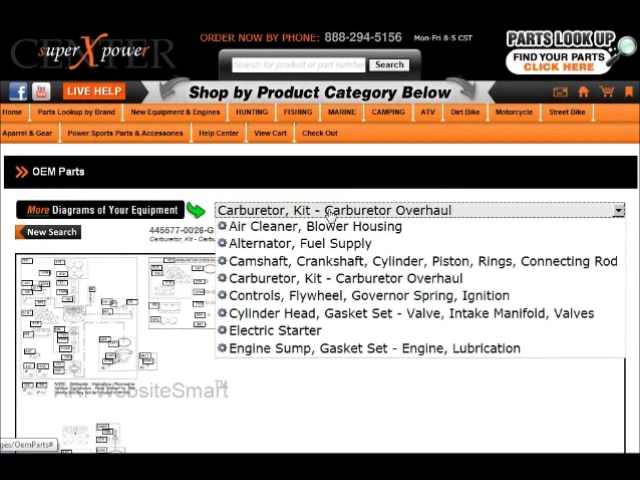 CENTER
super X power
ORDER NOW BY PHONE: 888-294-5156 Mon-Fri 8-5 CST
PARTS LOOK UP
FIND YOUR PARTS
CLICK HERE
Search
LIVE HELP
Shop by Product Category Below
Home Parts Lookup by Brand New Equipment & Engines HUNTING FISHING MARINE CAMPING ATV Dirt Bike Motorcycle Street Bike
Apparel & Gear Power Sports Parts & Accessories Help Center View Cart Check Out
OEM Parts
More Diagrams of Your Equipment
Carburetor, Kit - Carburetor Overhaul
New Search
445577-0026-G
Carburetor, Kit - C
Air Cleaner, Blower Housing
Alternator, Fuel Supply
Camshaft, Crankshaft, Cylinder, Piston, Rings, Connecting Rod
Carburetor, Kit - Carburetor Overhaul
Controls, Flywheel, Governor Spring, Ignition
Cylinder Head, Gasket Set - Valve, Intake Manifold, Valves
Electric Starter
Engine Sump, Gasket Set - Engine, Lubrication
ges/OemParts#